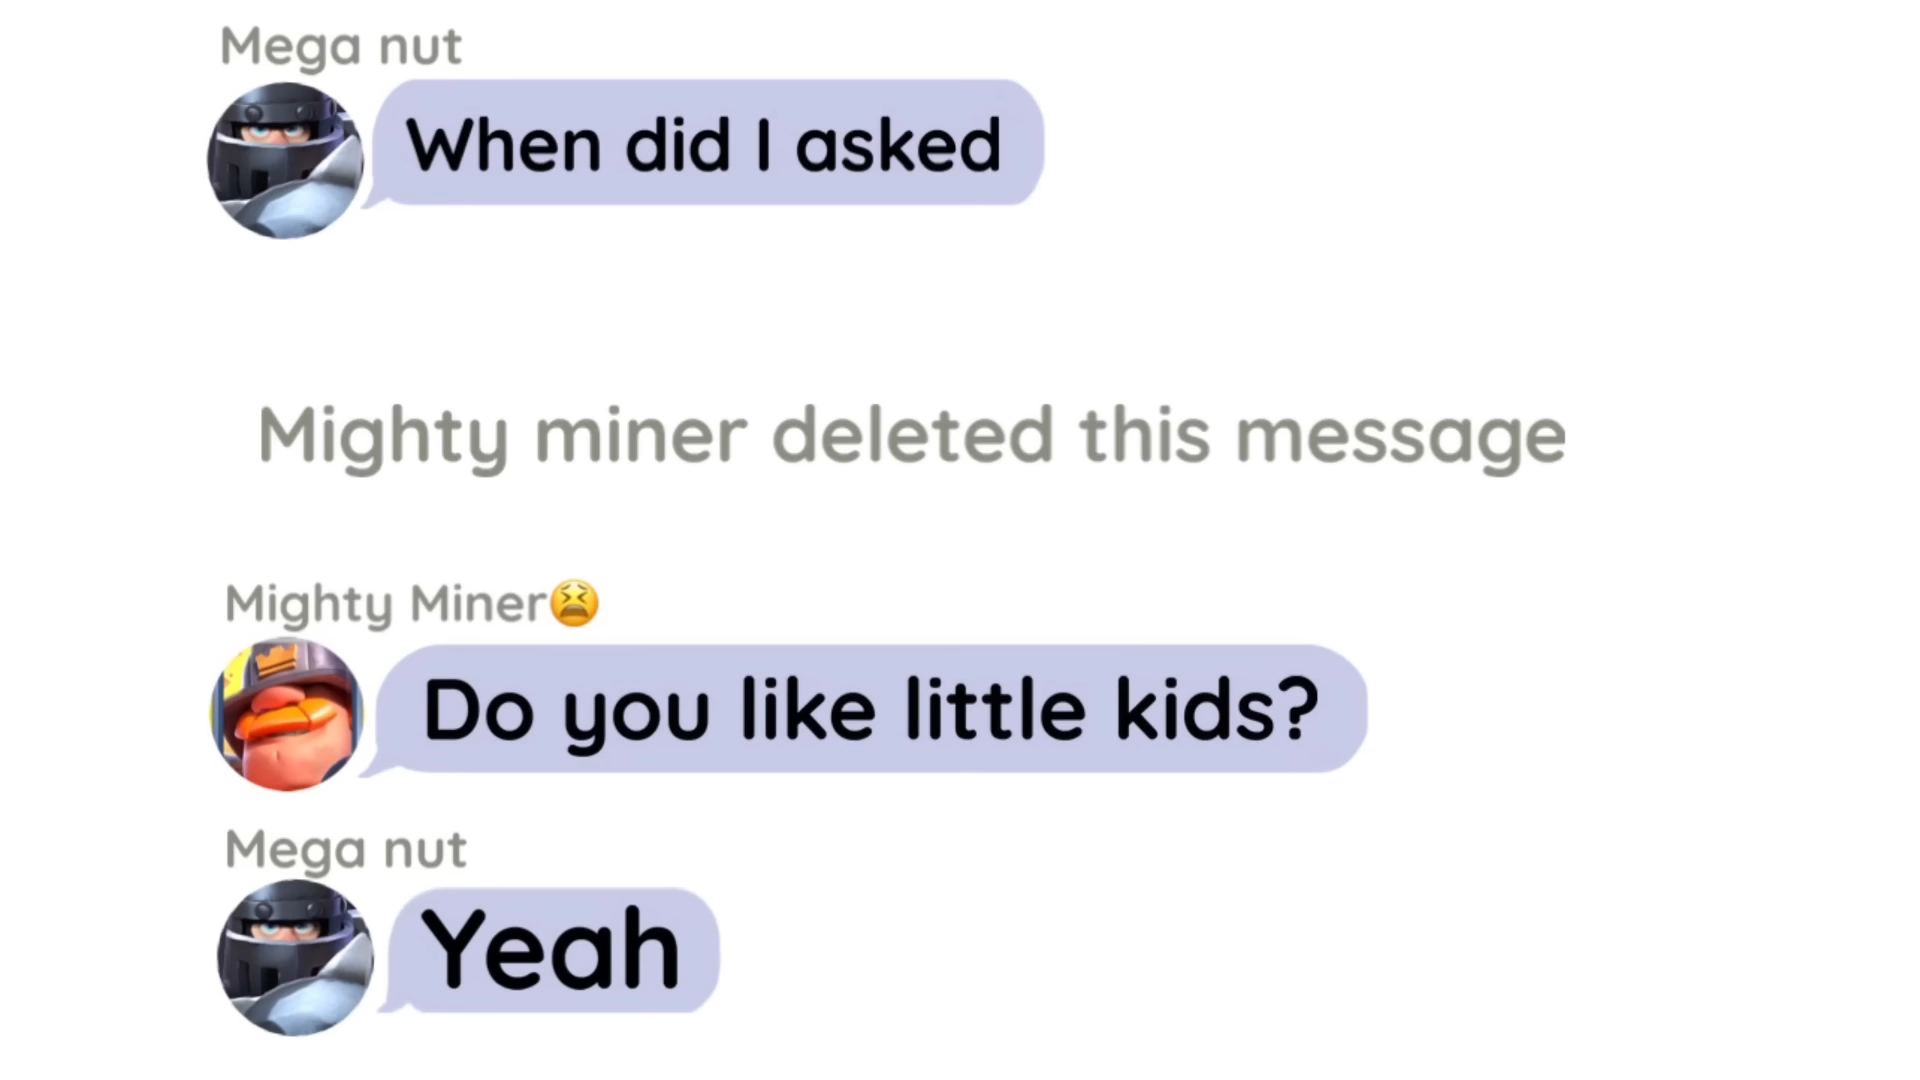 Mega nut
When did I asked
Mighty miner deleted this message
Mighty Miner😫
Do you like little kids?
Mega nut
Yeah